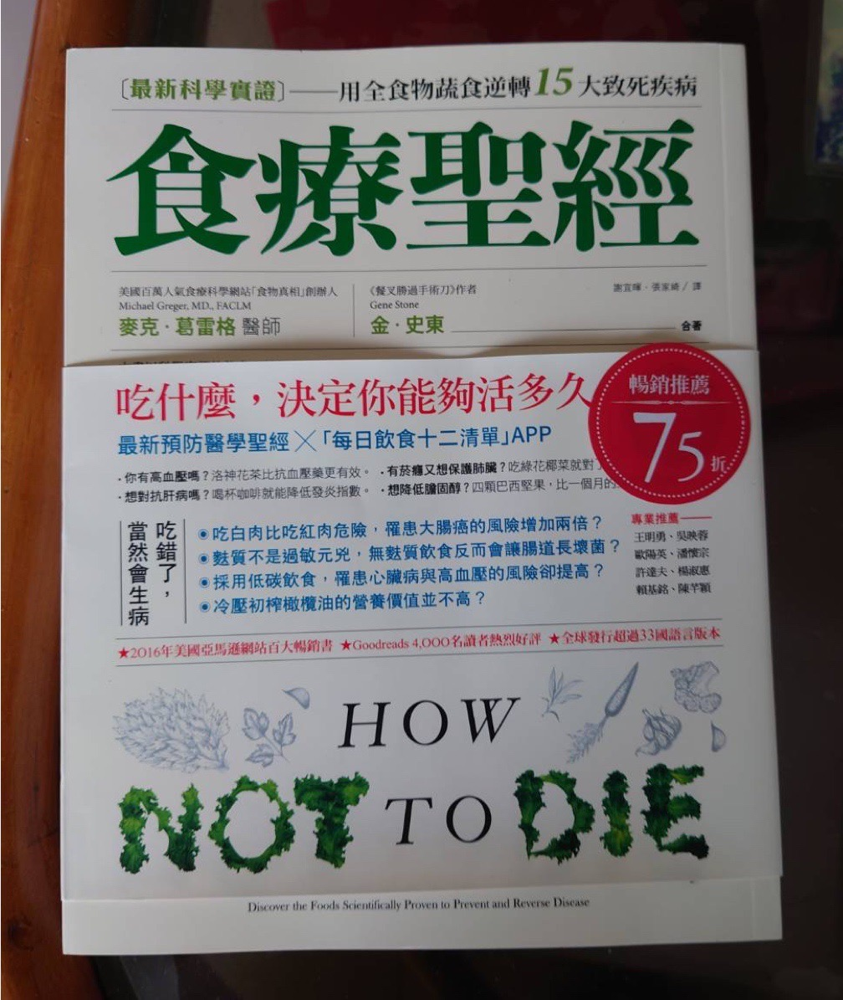 〔最新科學實證〕——用全食物蔬食逆轉15大致死疾病
食療聖經
美國百萬人氣食療科學網站「食物真相」創辦人
Michael Greger, MD., FACLM
麥克·葛雷格 醫師
《餐叉勝過手術刀》作者
Gene Stone
金·史東
謝宜暉·張家綺/譯
合著
吃什麼，決定你能夠活多久
最新預防醫學聖經×「每日飲食十二清單」APP
暢銷推薦
75折
·你有高血壓嗎？洛神花茶比抗血壓藥更有效。
·有菸癮又想保護肺臟？吃綠花椰菜就對了
·想對抗肝病嗎？喝杯咖啡就能降低發炎指數。
·想降低膽固醇？四顆巴西堅果，比一個月的
吃錯了，
當然會生病
◉吃白肉比吃紅肉危險，罹患大腸癌的風險增加兩倍？
◉麩質不是過敏元兇，無麩質飲食反而會讓腸道長壞菌？
◉採用低碳飲食，罹患心臟病與高血壓的風險卻提高？
◉冷壓初榨橄欖油的營養價值並不高？
專業推薦——
王明勇、吳映蓉
歐陽英、潘懷宗
許達夫、楊淑惠
賴基銘、陳芊穎
★2016年美國亞馬遜網站百大暢銷書 ★Goodreads 4,000名讀者熱烈好評 ★全球發行超過33國語言版本
HOW
NOT TO DIE
Discover the Foods Scientifically Proven to Prevent and Reverse Disease